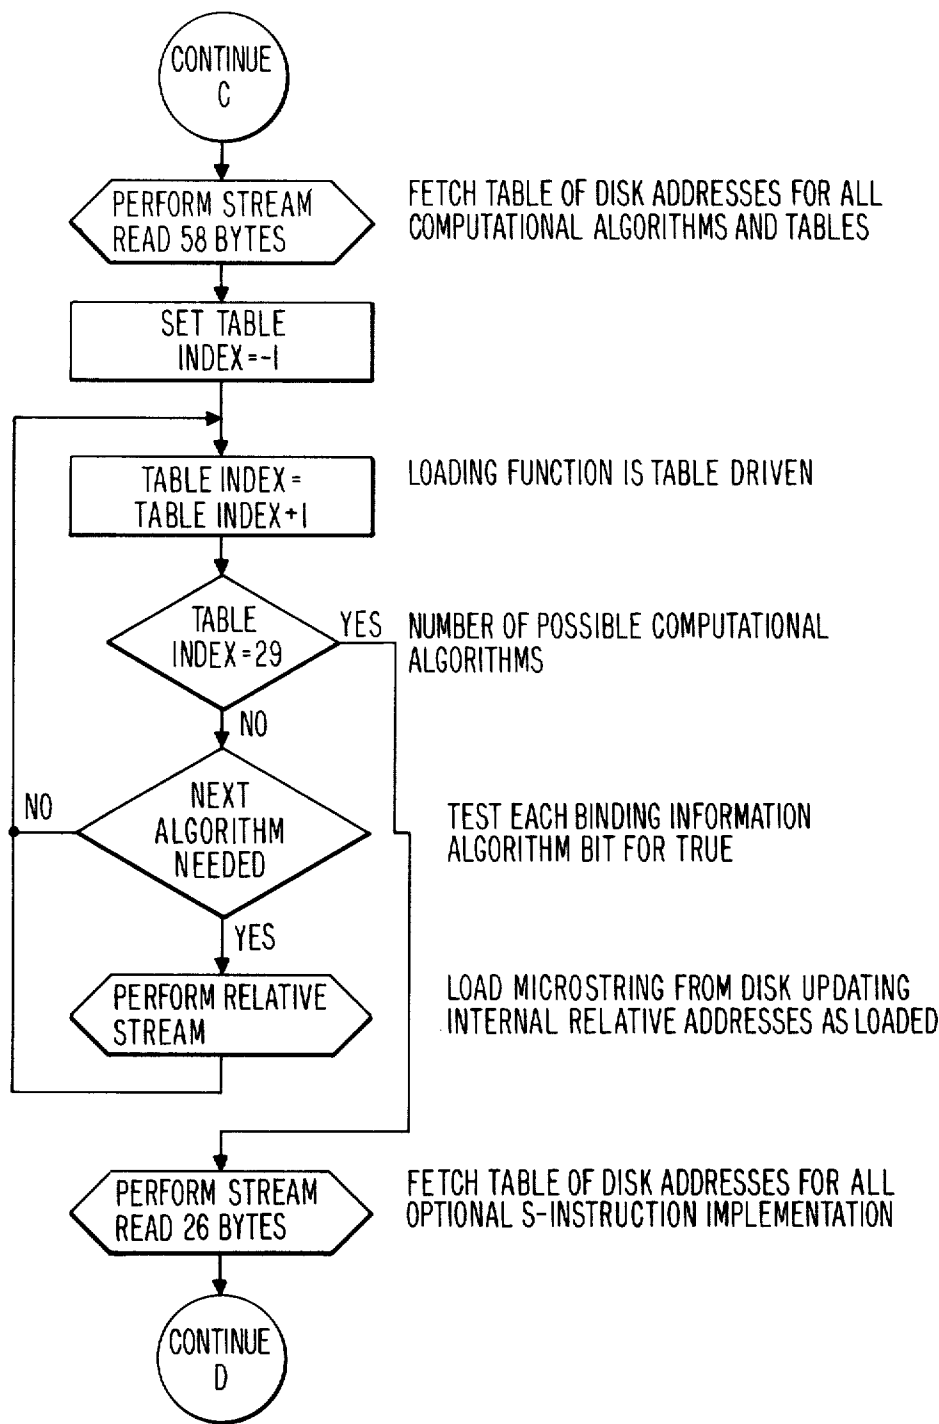 CONTINUE
C
PERFORM STREAM
READ 58 BYTES
FETCH TABLE OF DISK ADDRESSES FOR ALL
COMPUTATIONAL ALGORITHMS AND TABLES
SET TABLE
INDEX=-1
TABLE INDEX=
TABLE INDEX+1
LOADING FUNCTION IS TABLE DRIVEN
TABLE
INDEX=29
YES
NUMBER OF POSSIBLE COMPUTATIONAL
ALGORITHMS
NO
NEXT
ALGORITHM
NEEDED
NO
TEST EACH BINDING INFORMATION
ALGORITHM BIT FOR TRUE
YES
PERFORM RELATIVE
STREAM
LOAD MICROSTRING FROM DISK UPDATING
INTERNAL RELATIVE ADDRESSES AS LOADED
PERFORM STREAM
READ 26 BYTES
FETCH TABLE OF DISK ADDRESSES FOR ALL
OPTIONAL S-INSTRUCTION IMPLEMENTATION
CONTINUE
D